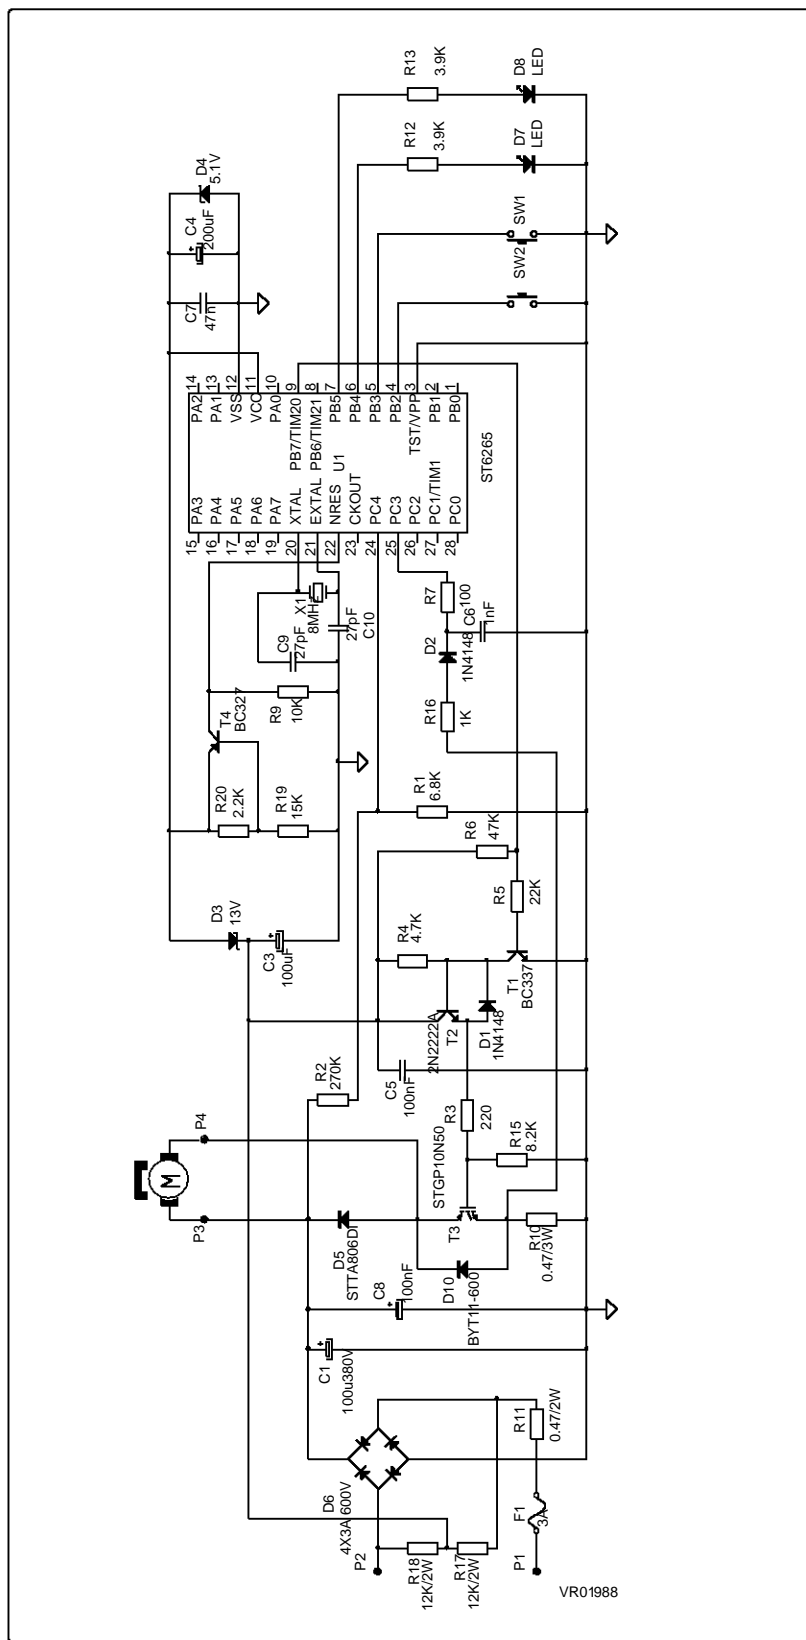 R13
3.9K
D8
LED
R12
3.9K
D7
LED
D4
5.1V
C4
200uF
C7
47n
SW1
SW2
14
13
12
11
10
9
8
7
6
5
4
3
2
1
PA2
PA1
VSS
VCC
PA0
PB7/TIM20
PB6/TIM21
PB5
PB4
PB3
PB2
TST/VPP
PB1
PB0
U1
ST6265
PA3
PA4
PA5
PA6
PA7
XTAL
EXTAL
NRES
CKOUT
PC4
PC3
PC2
PC1/TIM1
PC0
15
16
17
18
19
20
21
22
23
24
25
26
27
28
X1
8MHz
C9
27pF
27pF
C10
R7
100
C6
1nF
D2
1N4148
R16
1K
T4
BC327
R9
10K
R20
2.2K
R19
15K
R1
6.8K
R6
47K
R5
22K
D3
13V
C3
100uF
R4
4.7K
T1
BC337
2N2222A
T2
D1
1N4148
R2
270K
C5
100nF
R3
220
R15
8.2K
P4
M
P3
STGP10N50
T3
D5
STTA806DI
R10
0.47/3W
C8
100nF
D10
BYT11-600
C1
100u380V
D6
4X3A 600V
R11
0.47/2W
F1
3A
P2
R18
12K/2W
R17
12K/2W
P1
VR01988